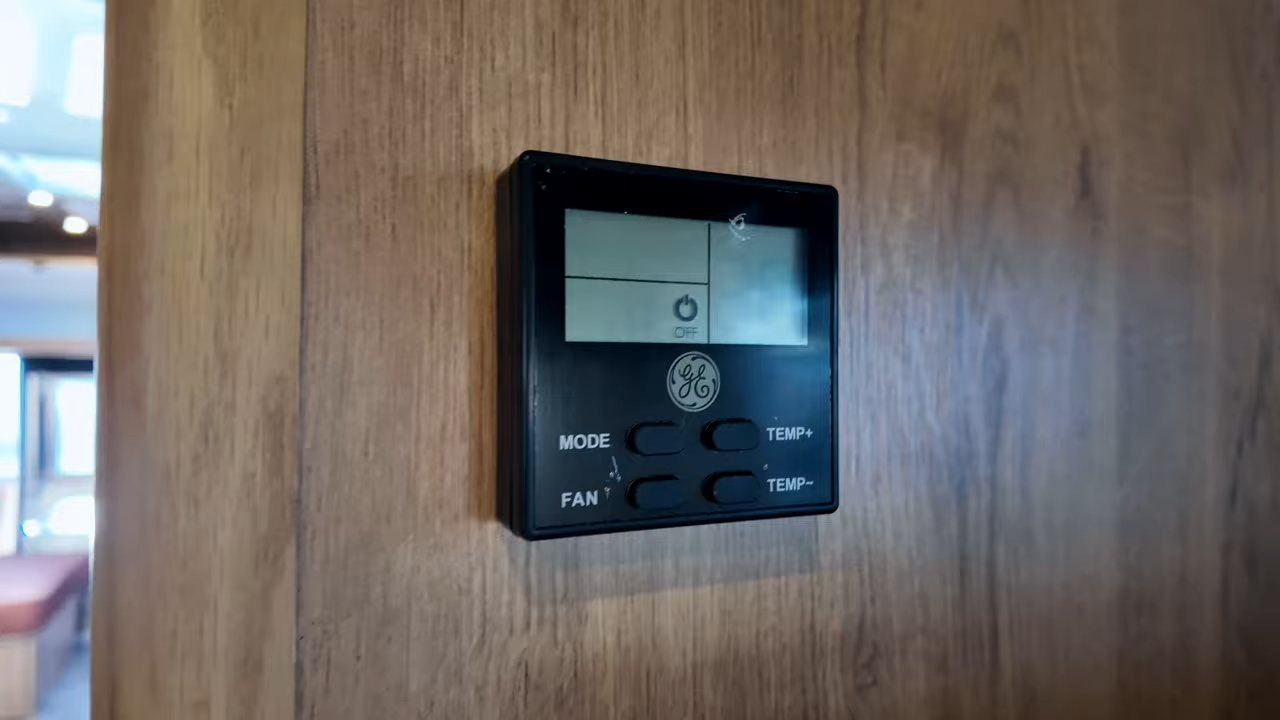 OFF
GE
MODE
TEMP+
FAN
TEMP-